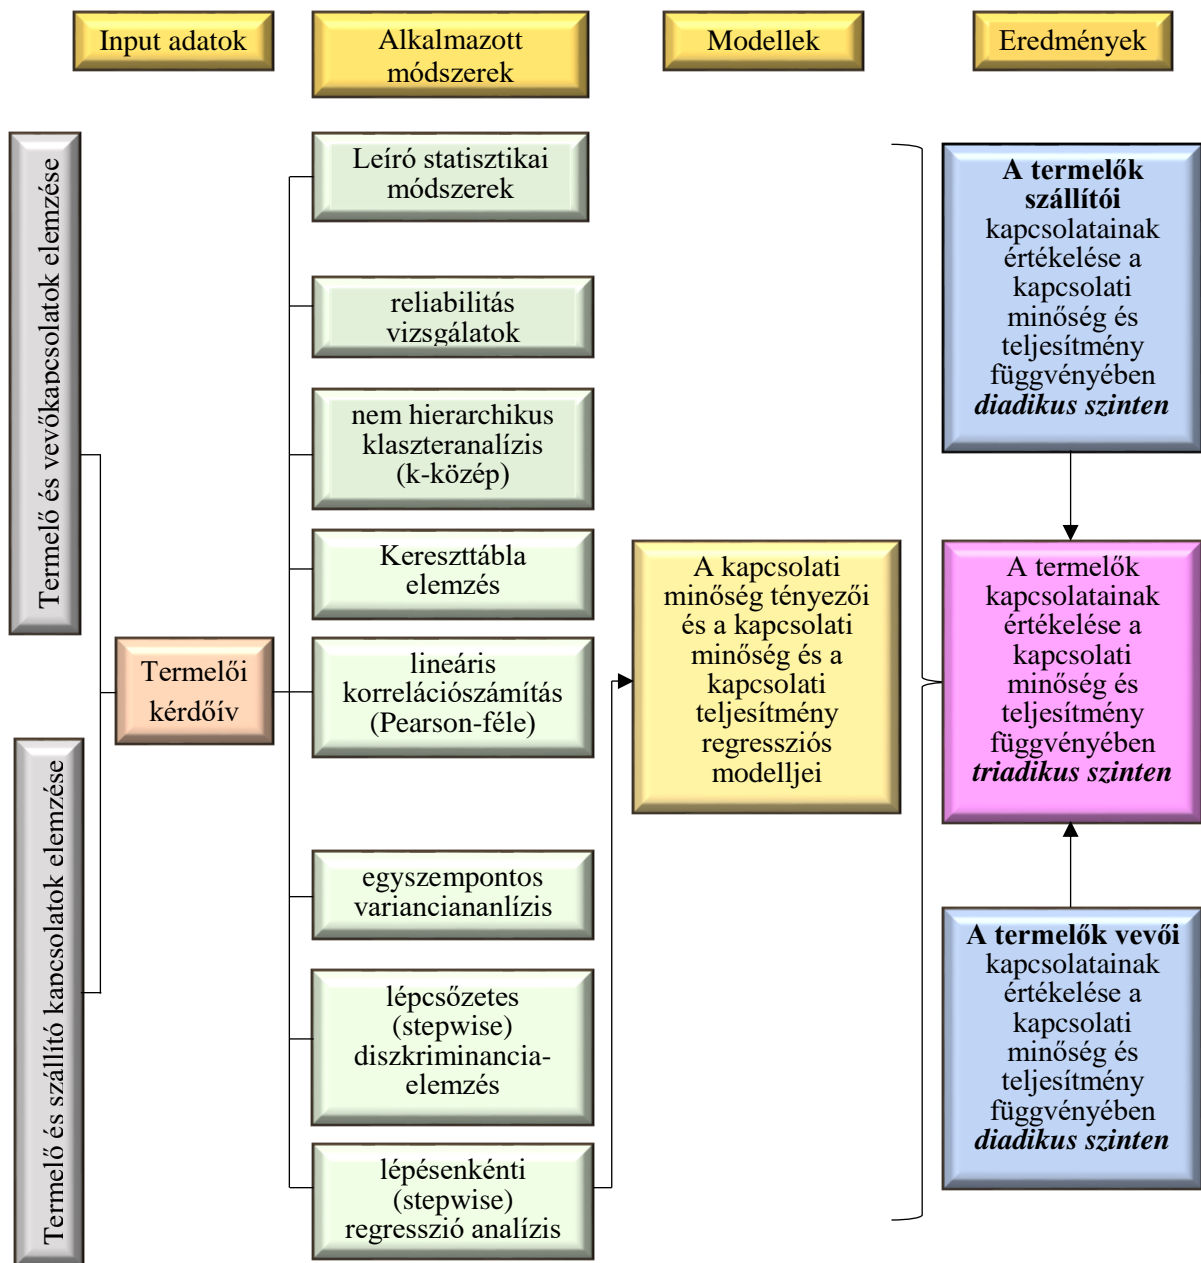 Input adatok
Alkalmazott
módszerek
Modellek
Eredmények
Termelő és vevőkapcsolatok elemzése
Termelő és szállító kapcsolatok elemzése
Termelői
kérdőív
Leíró statisztikai
módszerek
reliabilitás
vizsgálatok
nem hierarchikus
klaszteranalízis
(k-közép)
Kereszttábla
elemzés
lineáris
korrelációszámítás
(Pearson-féle)
egyszempontos
varianciananlízis
lépcsőzetes
(stepwise)
diszkriminancia-
elemzés
lépésenkénti
(stepwise)
regresszió analízis
A kapcsolati
minőség tényezői
és a kapcsolati
minőség és a
kapcsolati
teljesítmény
regressziós
modelljei
A termelők
szállítói
kapcsolatainak
értékelése a
kapcsolati
minőség és
teljesítmény
függvényében
diadikus szinten
A termelők
kapcsolatainak
értékelése a
kapcsolati
minőség és
teljesítmény
függvényében
triadikus szinten
A termelők vevői
kapcsolatainak
értékelése a
kapcsolati
minőség és
teljesítmény
függvényében
diadikus szinten